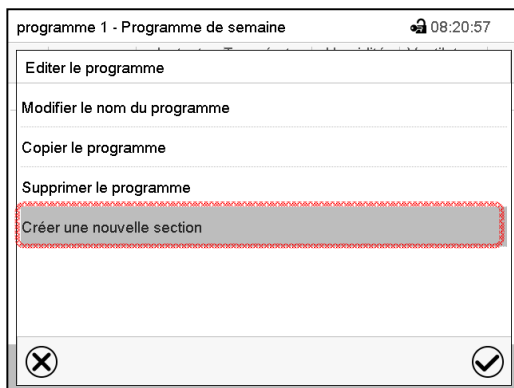 programme 1 - Programme de semaine 08:20:57
Editer le programme
Modifier le nom du programme
Copier le programme
Supprimer le programme
Créer une nouvelle section